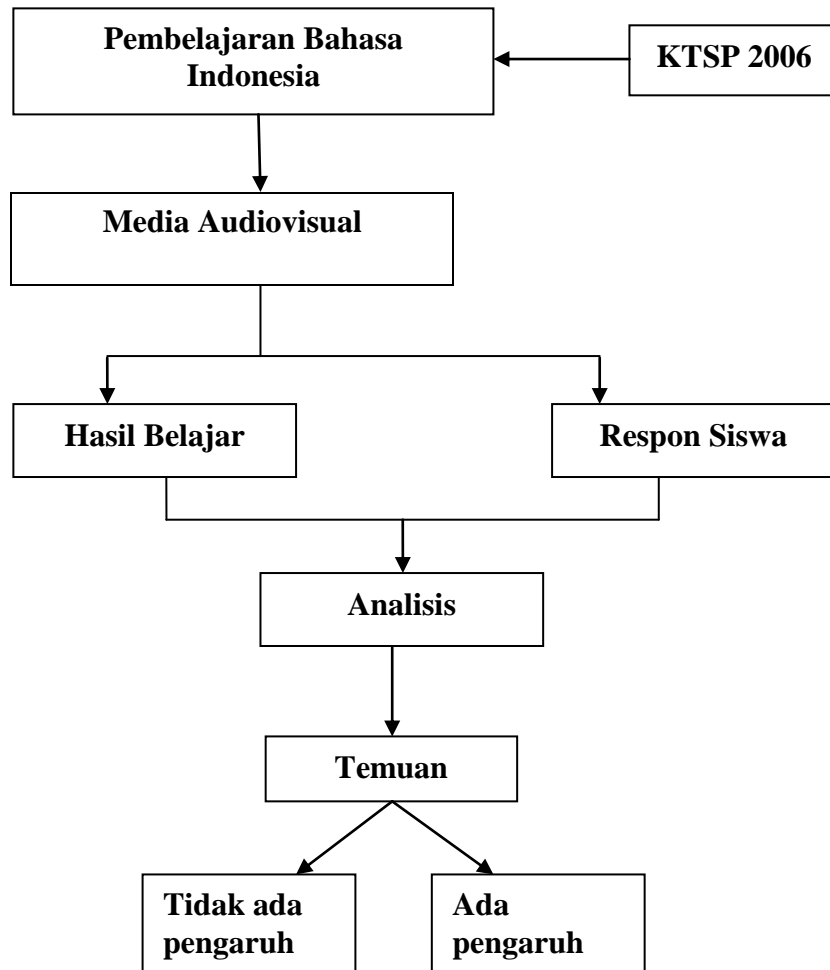 Pembelajaran Bahasa
Indonesia
KTSP 2006
Media Audiovisual
Hasil Belajar
Respon Siswa
Analisis
Temuan
Tidak ada
pengaruh
Ada
pengaruh